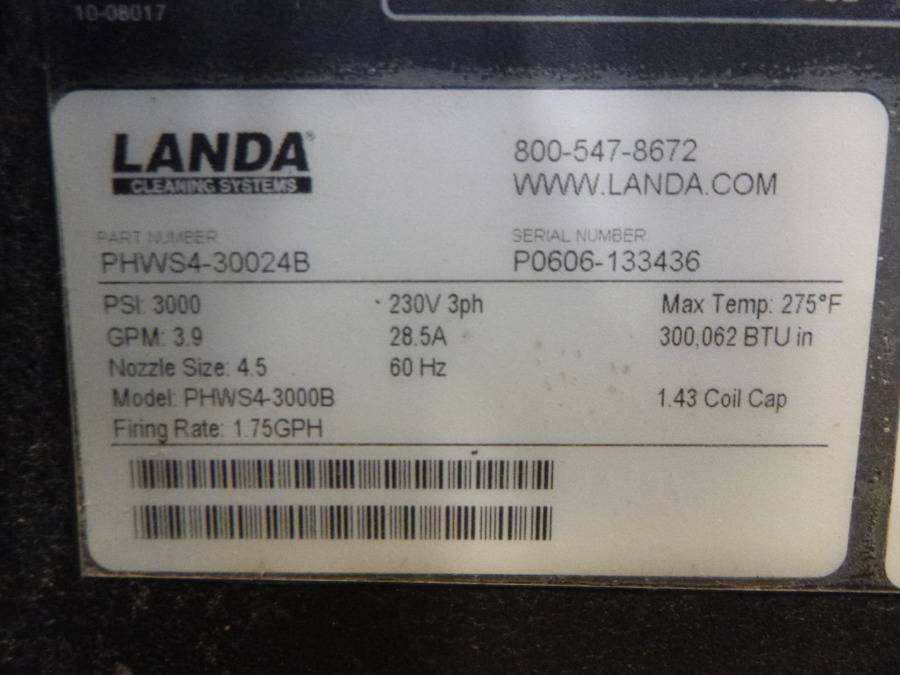 10-08017
LANDA®
CLEANING SYSTEMS
800-547-8672
WWW.LANDA.COM
PART NUMBER
PHWS4-30024B
SERIAL NUMBER
P0606-133436
PSI: 3000
230V 3ph
Max Temp: 275°F
GPM: 3.9
28.5A
300,062 BTU in
Nozzle Size: 4.5
60 Hz
Model: PHWS4-3000B
1.43 Coil Cap
Firing Rate: 1.75GPH